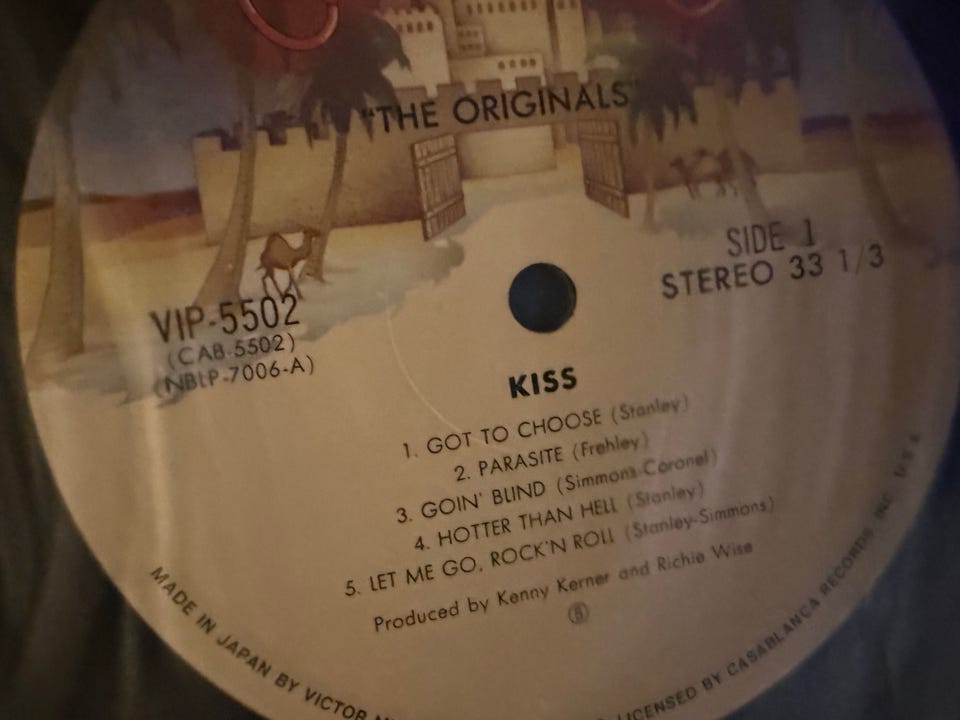 "THE ORIGINALS"
SIDE 1
STEREO 33 1/3
VIP-5502
(CAB-5502)
(NBLP-7006-A)
KISS
1. GOT TO CHOOSE (Stanley)
2. PARASITE (Frehley)
3. GOIN' BLIND (Simmons-Coronel)
4. HOTTER THAN HELL (Stanley)
5. LET ME GO, ROCK'N ROLL (Stanley-Simmons)
Produced by Kenny Kerner and Richie Wise
MADE IN JAPAN BY VICTOR
LICENSED BY CASABLANCA RECORDS INC. U.S.A.